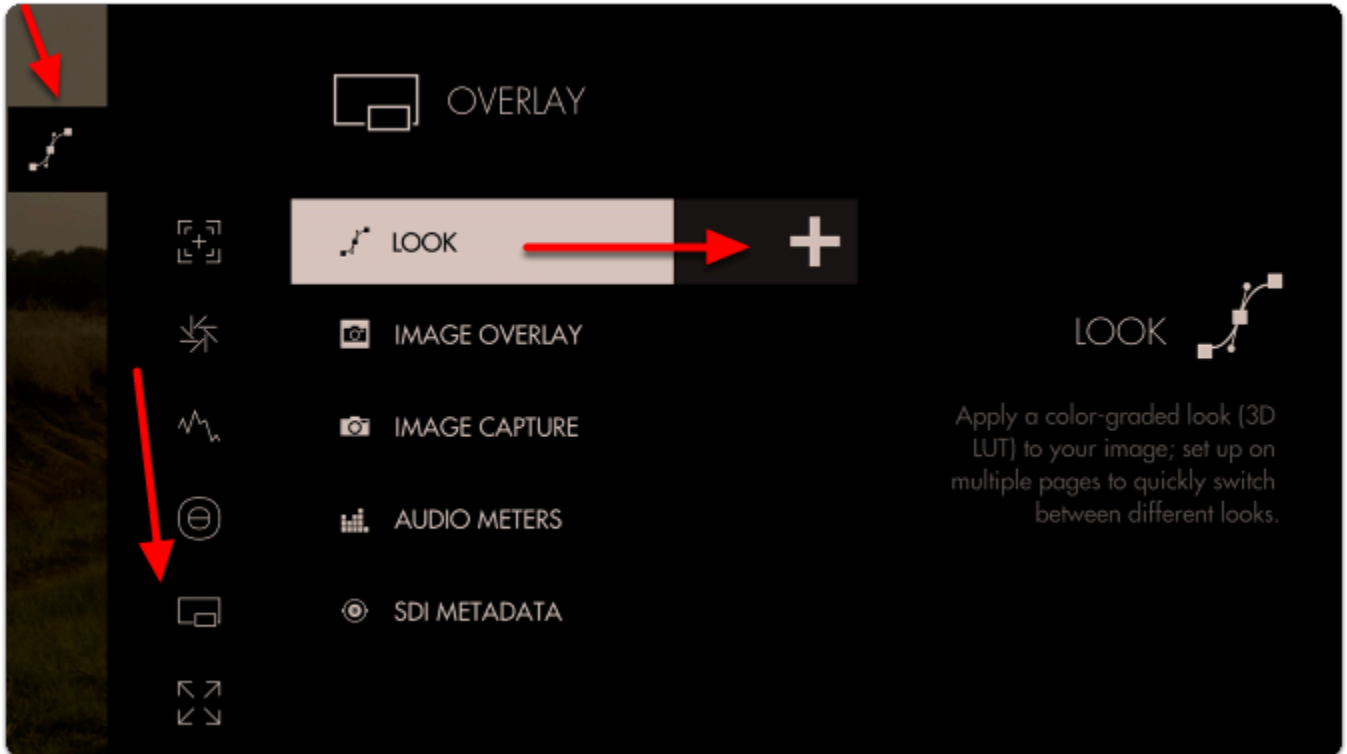 OVERLAY
LOOK
IMAGE OVERLAY
IMAGE CAPTURE
AUDIO METERS
SDI METADATA
LOOK
Apply a color-graded look (3D
LUT) to your image; set up on
multiple pages to quickly switch
between different looks.